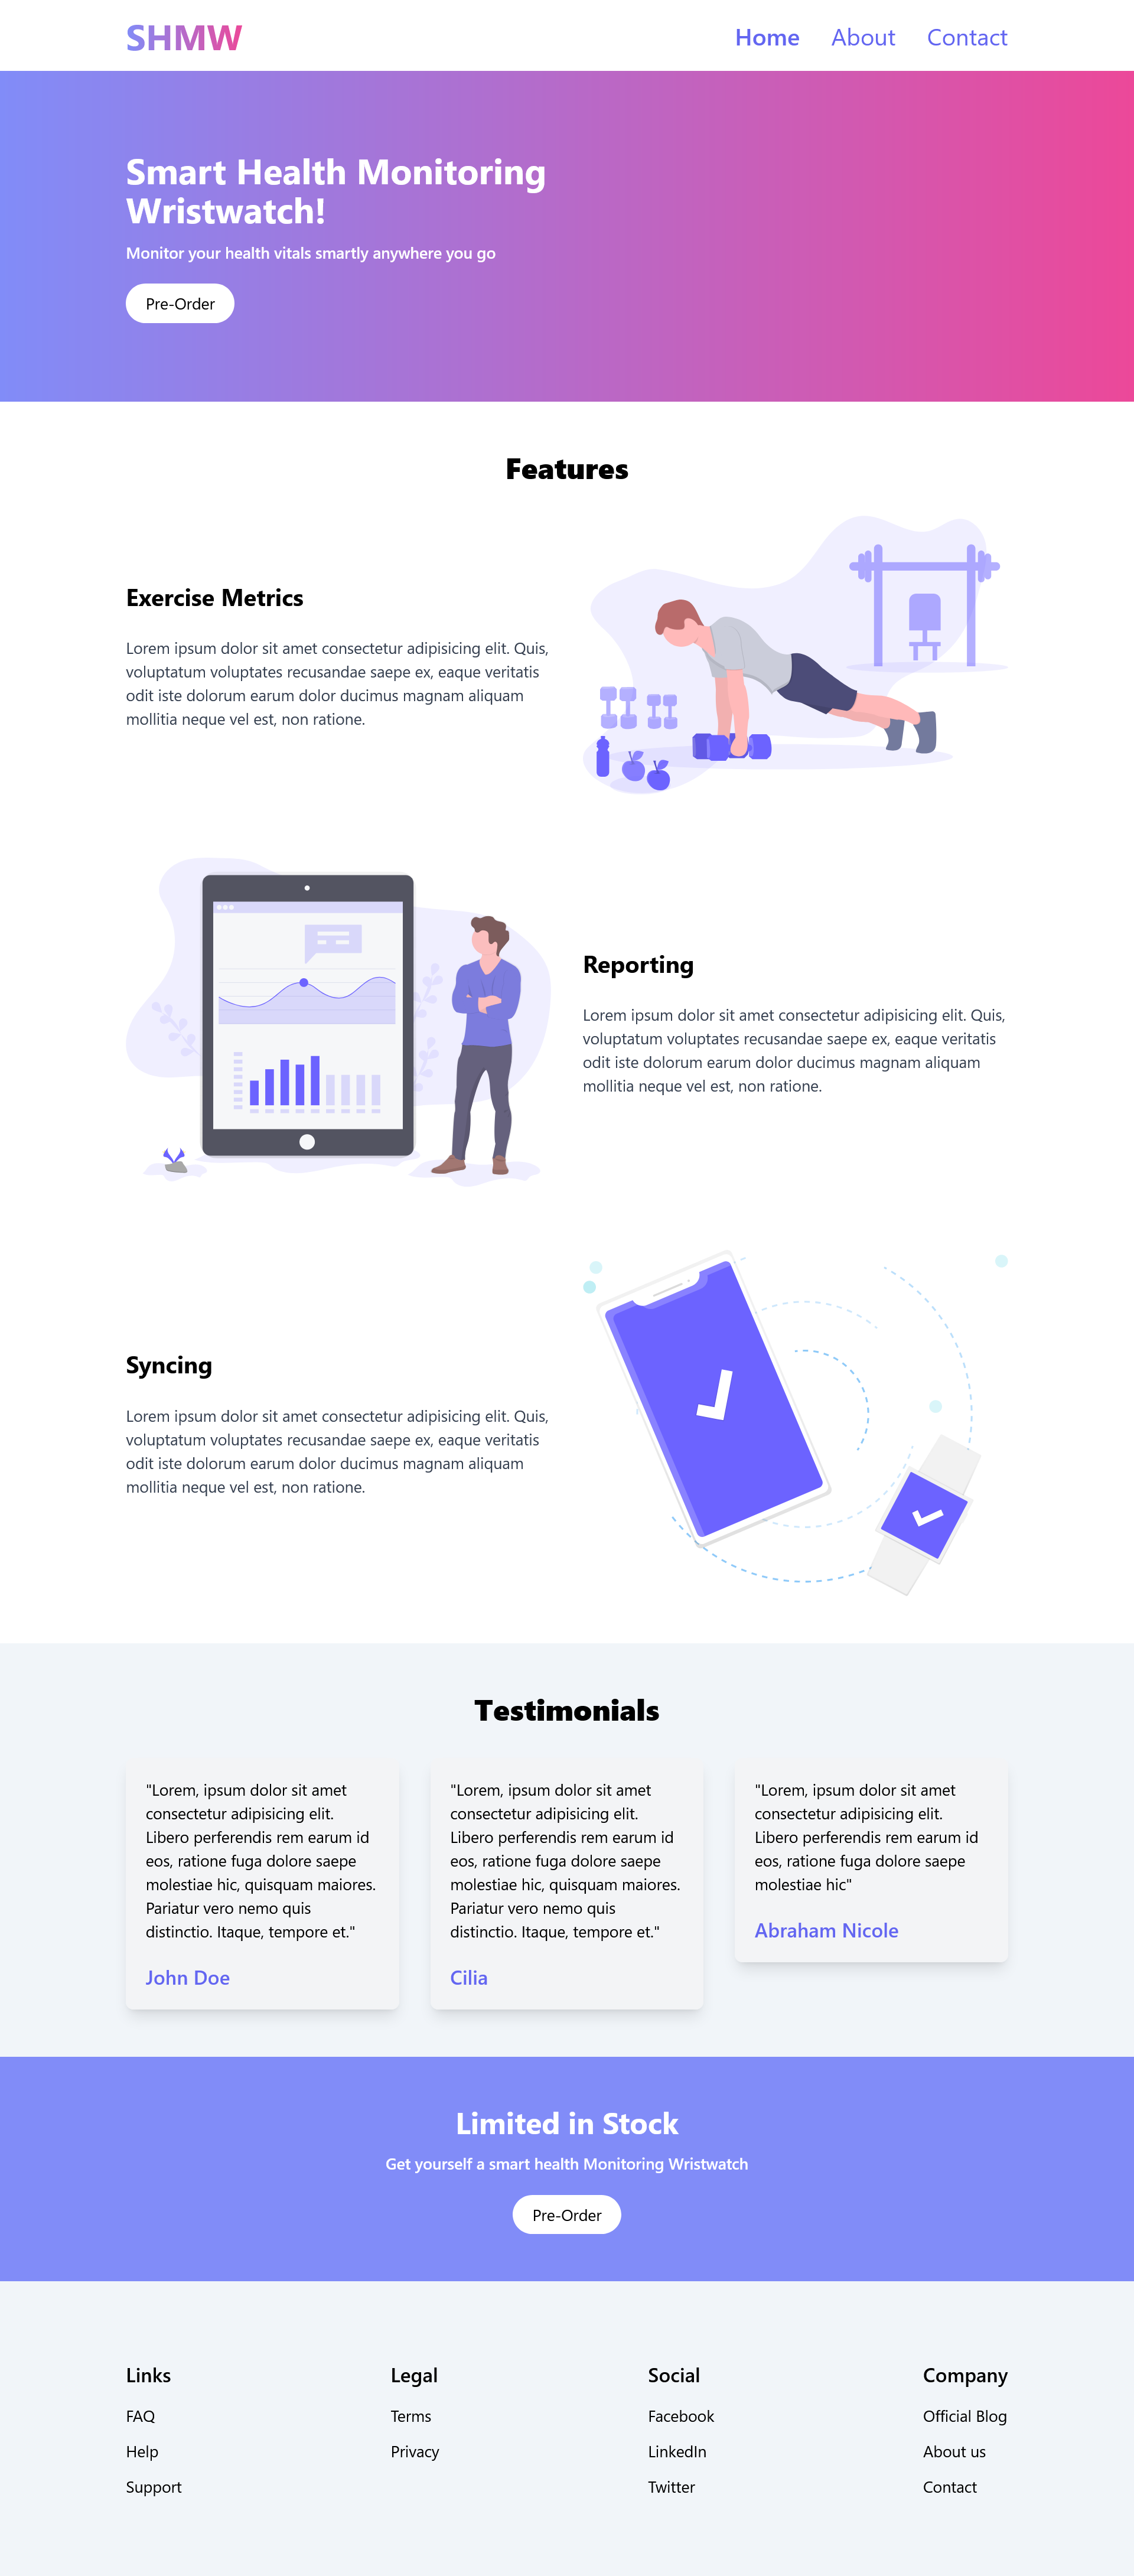 SHMW
Home About Contact
Smart Health Monitoring
Wristwatch!
Monitor your health vitals smartly anywhere you go
Pre-Order
Features
Exercise Metrics
Lorem ipsum dolor sit amet consectetur adipisicing elit. Quis,
voluptatum voluptates recusandae saepe ex, eaque veritatis
odit iste dolorum earum dolor ducimus magnam aliquam
mollitia neque vel est, non ratione.
Reporting
Lorem ipsum dolor sit amet consectetur adipisicing elit. Quis,
voluptatum voluptates recusandae saepe ex, eaque veritatis
odit iste dolorum earum dolor ducimus magnam aliquam
mollitia neque vel est, non ratione.
Syncing
Lorem ipsum dolor sit amet consectetur adipisicing elit. Quis,
voluptatum voluptates recusandae saepe ex, eaque veritatis
odit iste dolorum earum dolor ducimus magnam aliquam
mollitia neque vel est, non ratione.
Testimonials
"Lorem, ipsum dolor sit amet
consectetur adipisicing elit.
Libero perferendis rem earum id
eos, ratione fuga dolore saepe
molestiae hic, quisquam maiores.
Pariatur vero nemo quis
distinctio. Itaque, tempore et."
John Doe
"Lorem, ipsum dolor sit amet
consectetur adipisicing elit.
Libero perferendis rem earum id
eos, ratione fuga dolore saepe
molestiae hic, quisquam maiores.
Pariatur vero nemo quis
distinctio. Itaque, tempore et."
Cilia
"Lorem, ipsum dolor sit amet
consectetur adipisicing elit.
Libero perferendis rem earum id
eos, ratione fuga dolore saepe
molestiae hic"
Abraham Nicole
Limited in Stock
Get yourself a smart health Monitoring Wristwatch
Pre-Order
Links
FAQ
Help
Support
Legal
Terms
Privacy
Social
Facebook
LinkedIn
Twitter
Company
Official Blog
About us
Contact